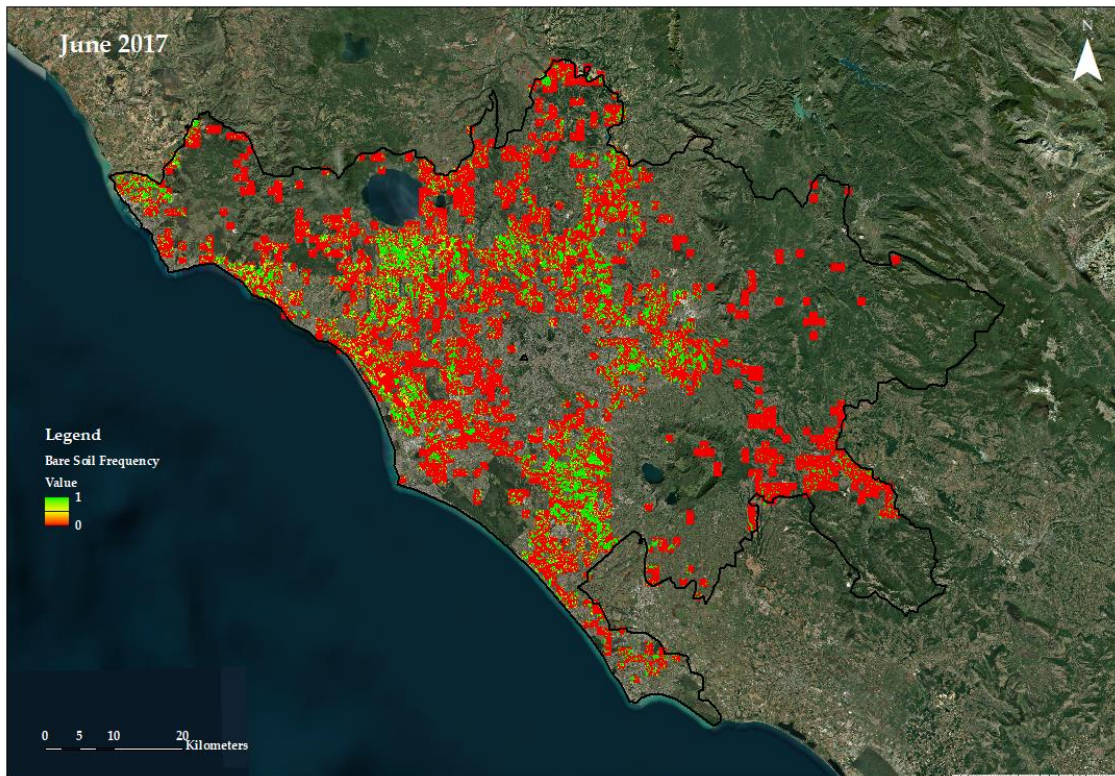 June 2017
N
Legend
Bare Soil Frequency
Value
1
0
0 5 10 20
Kilometers